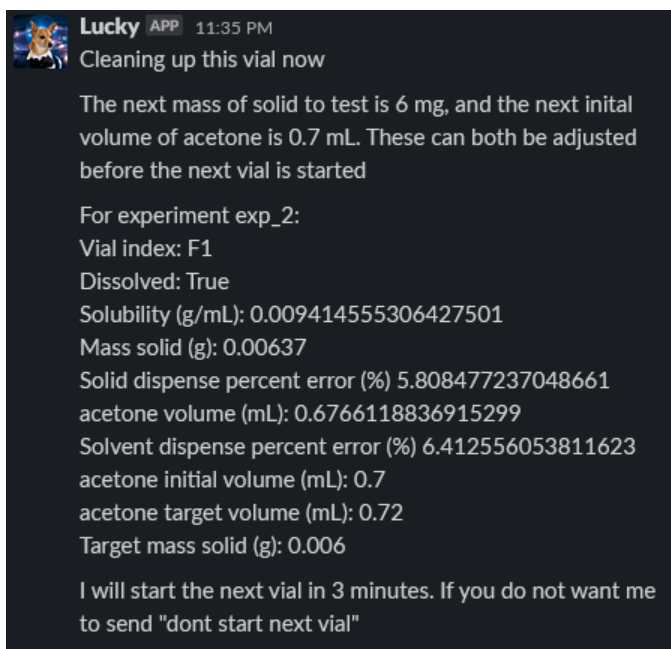 Lucky APP 11:35 PM
Cleaning up this vial now
The next mass of solid to test is 6 mg, and the next inital
volume of acetone is 0.7 mL. These can both be adjusted
before the next vial is started
For experiment exp_2:
Vial index: F1
Dissolved: True
Solubility (g/mL): 0.009414555306427501
Mass solid (g): 0.00637
Solid dispense percent error (%) 5.808477237048661
acetone volume (mL): 0.6766118836915299
Solvent dispense percent error (%) 6.412556053811623
acetone initial volume (mL): 0.7
acetone target volume (mL): 0.72
Target mass solid (g): 0.006
I will start the next vial in 3 minutes. If you do not want me
to send "dont start next vial"